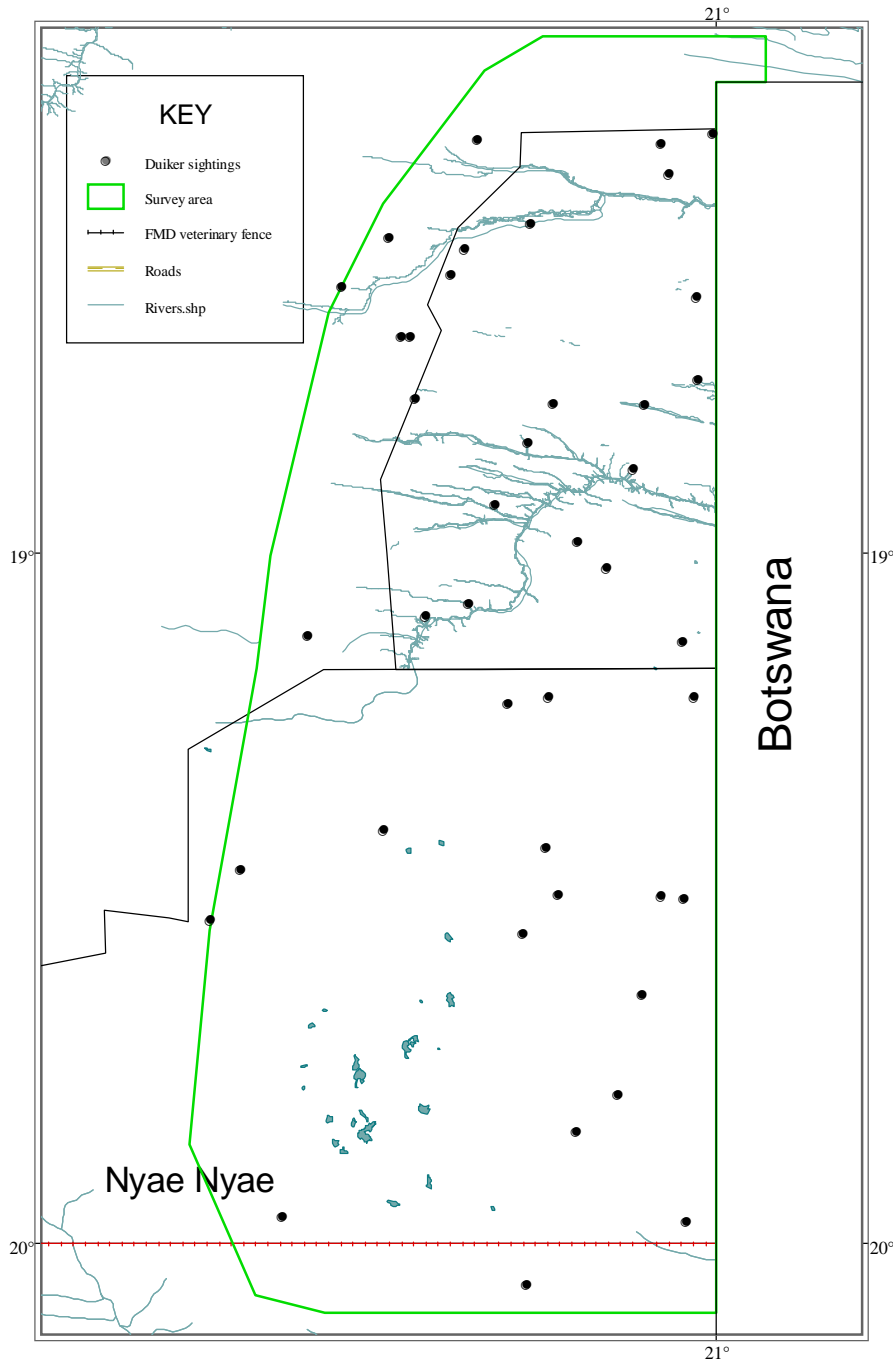 21°
KEY
Duiker sightings
Survey area
FMD veterinary fence
Roads
Rivers.shp
19°
19°
Botswana
Nyae Nyae
20°
20°
21°